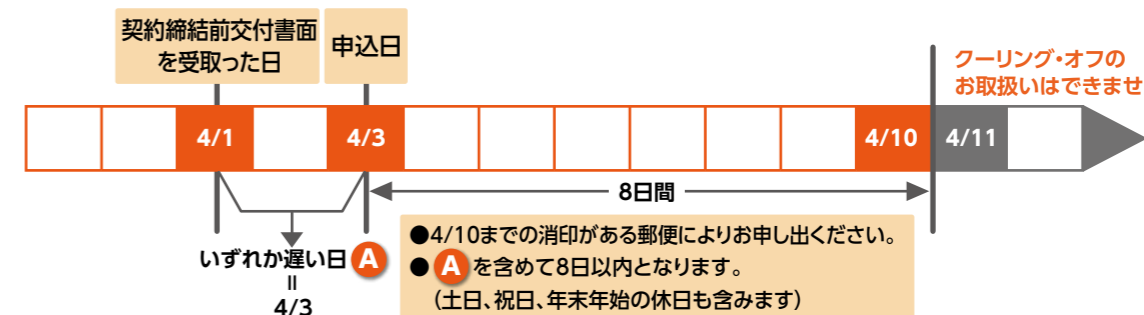 契約締結前交付書面
を受取った日
申込日
クーリング・オフの
お取扱いはできませ
4/1
4/3
4/10
4/11
8日間
いずれか遅い日 A
=
4/3
●4/10までの消印がある郵便によりお申し出ください。
● A を含めて8日以内となります。
(土日、祝日、年末年始の休日も含みます)